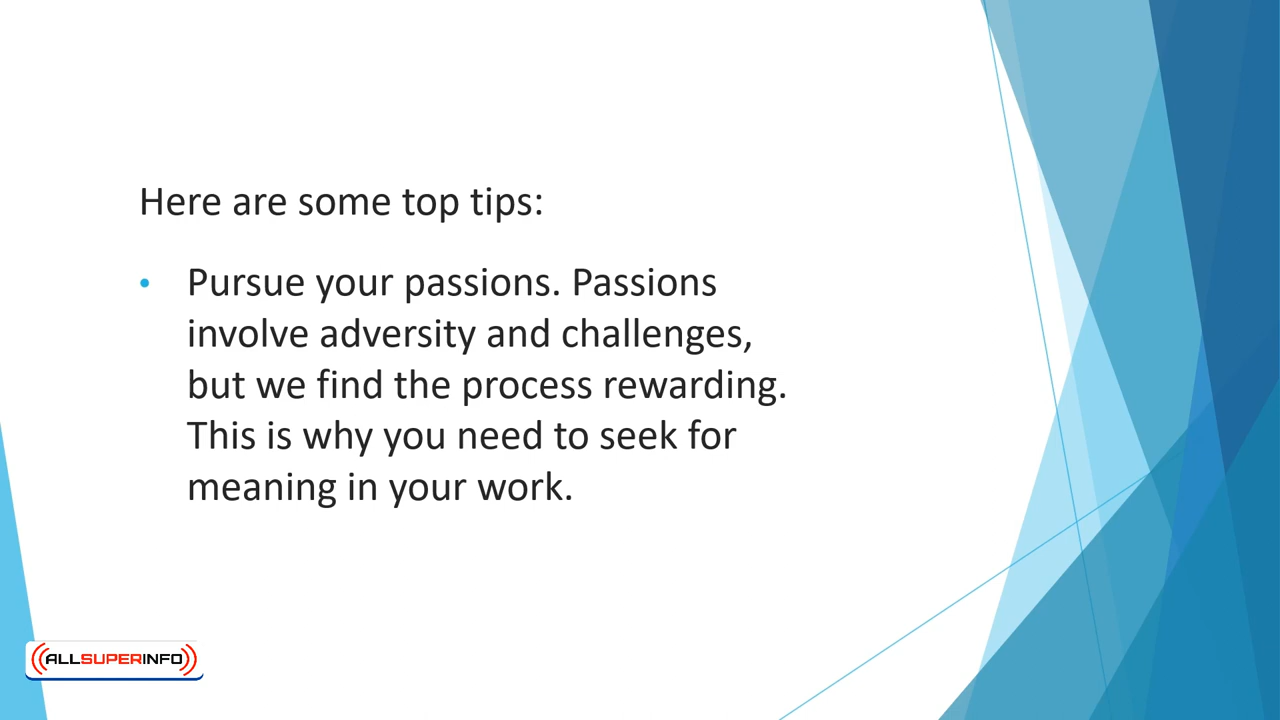 Here are some top tips:
• Pursue your passions. Passions
involve adversity and challenges,
but we find the process rewarding.
This is why you need to seek for
meaning in your work.
ALLSUPERINFO